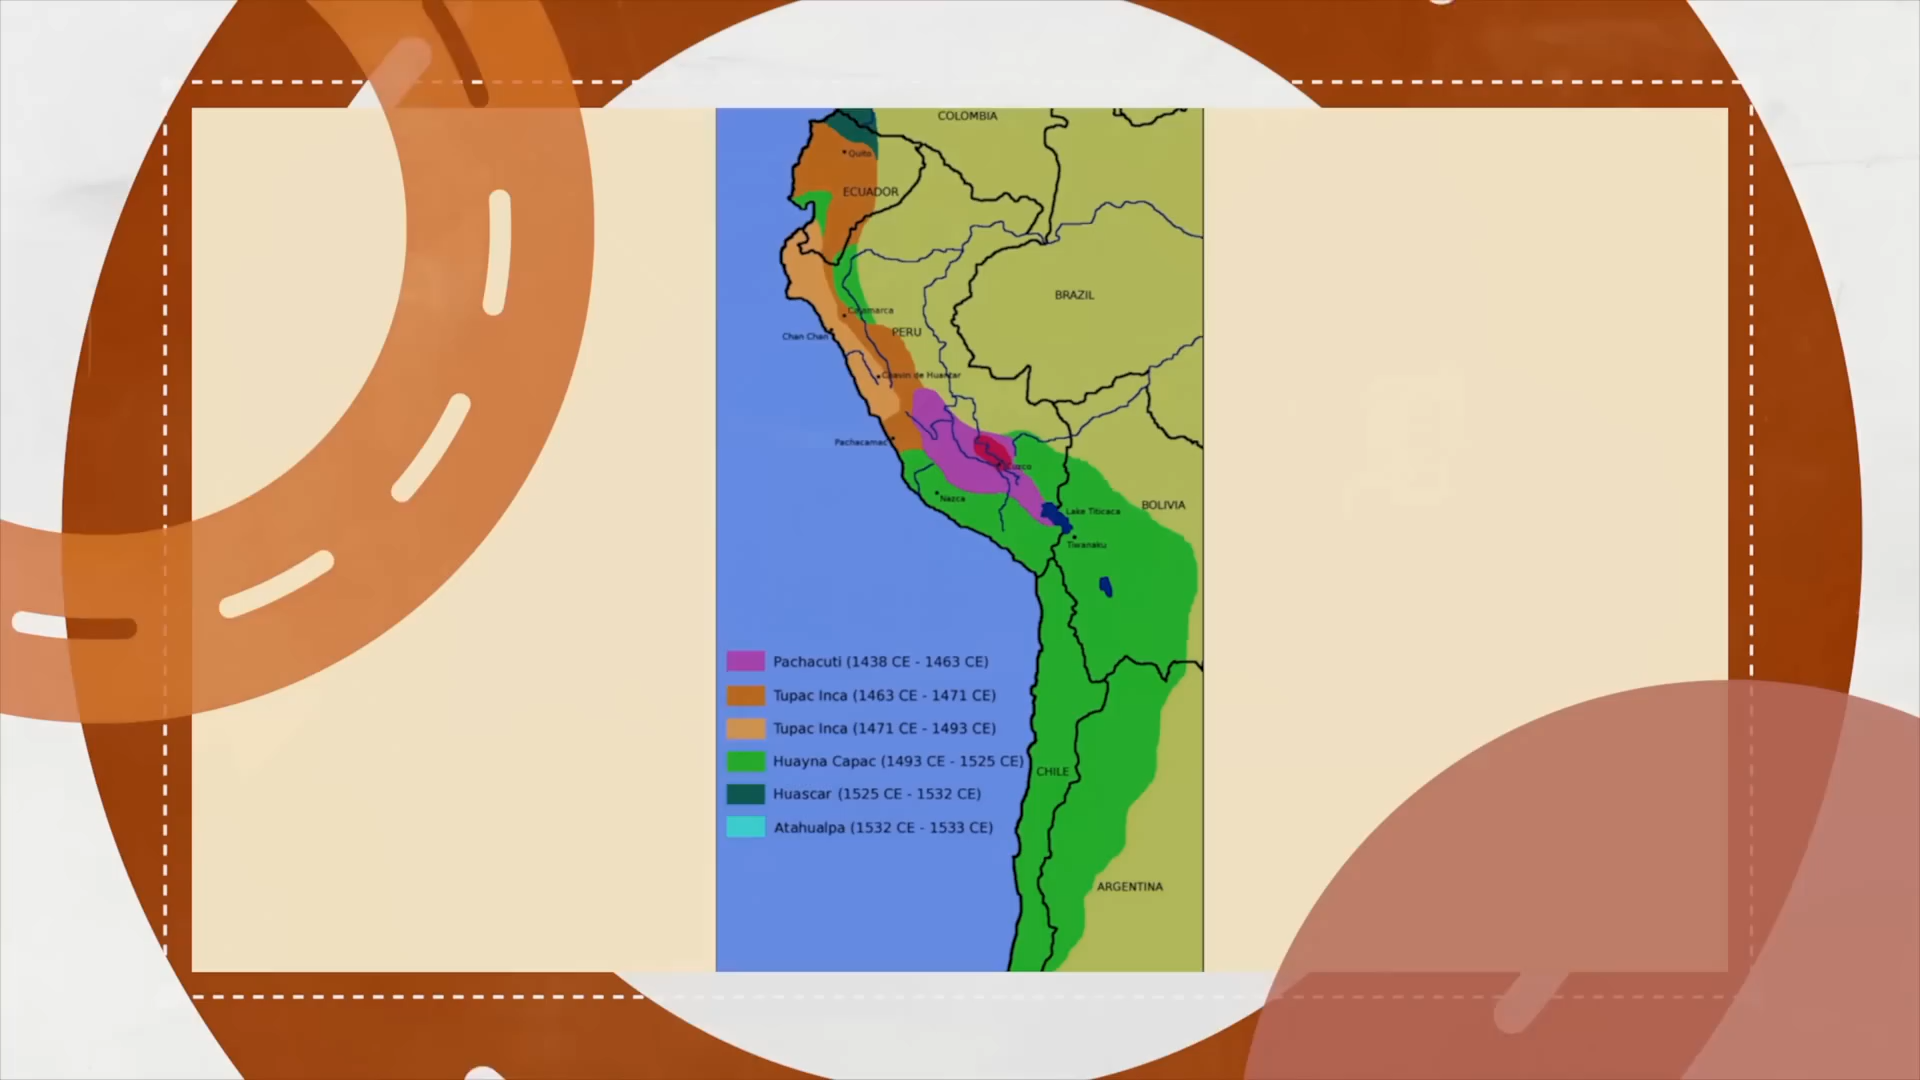 COLOMBIA
Quito
ECUADOR
BRAZIL
Cajamarca
PERU
Chan Chan
Chavin de Huantar
Pachacamac
Cuzco
Nazca
BOLIVIA
Lake Titicaca
Tiwanaku
Pachacuti (1438 CE - 1463 CE)
Tupac Inca (1463 CE - 1471 CE)
Tupac Inca (1471 CE - 1493 CE)
Huayna Capac (1493 CE - 1525 CE)
CHILE
Huascar (1525 CE - 1532 CE)
Atahualpa (1532 CE - 1533 CE)
ARGENTINA